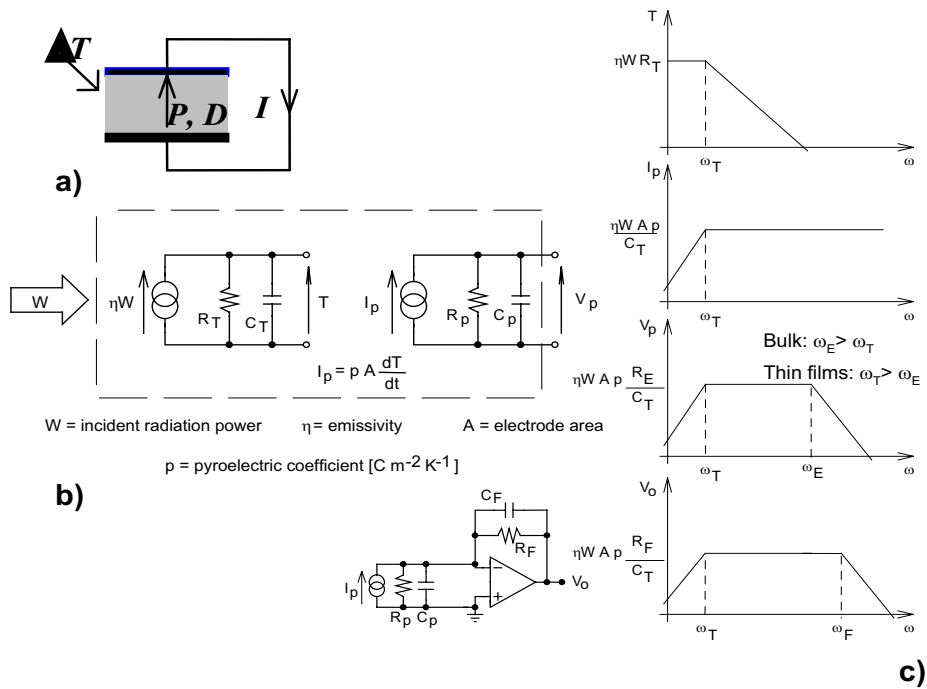 T
P, D
I
a)
W
ηW
R_T
C_T
T
I_p
R_p
C_p
V_p
I_p = p A dT/dt
W = incident radiation power η = emissivity A = electrode area
p = pyroelectric coefficient [C m⁻² K⁻¹]
b)
C_F
R_F
I_p
R_p
C_p
−
+
V_o
T
ηW R_T
ω_T
ω
I_p
ηW A p / C_T
ω_T
ω
V_p
Bulk: ω_E > ω_T
Thin films: ω_T > ω_E
ηW A p R_E / C_T
ω_T
ω_E
ω
V_o
ηW A p R_F / C_T
ω_T
ω_F
ω
c)